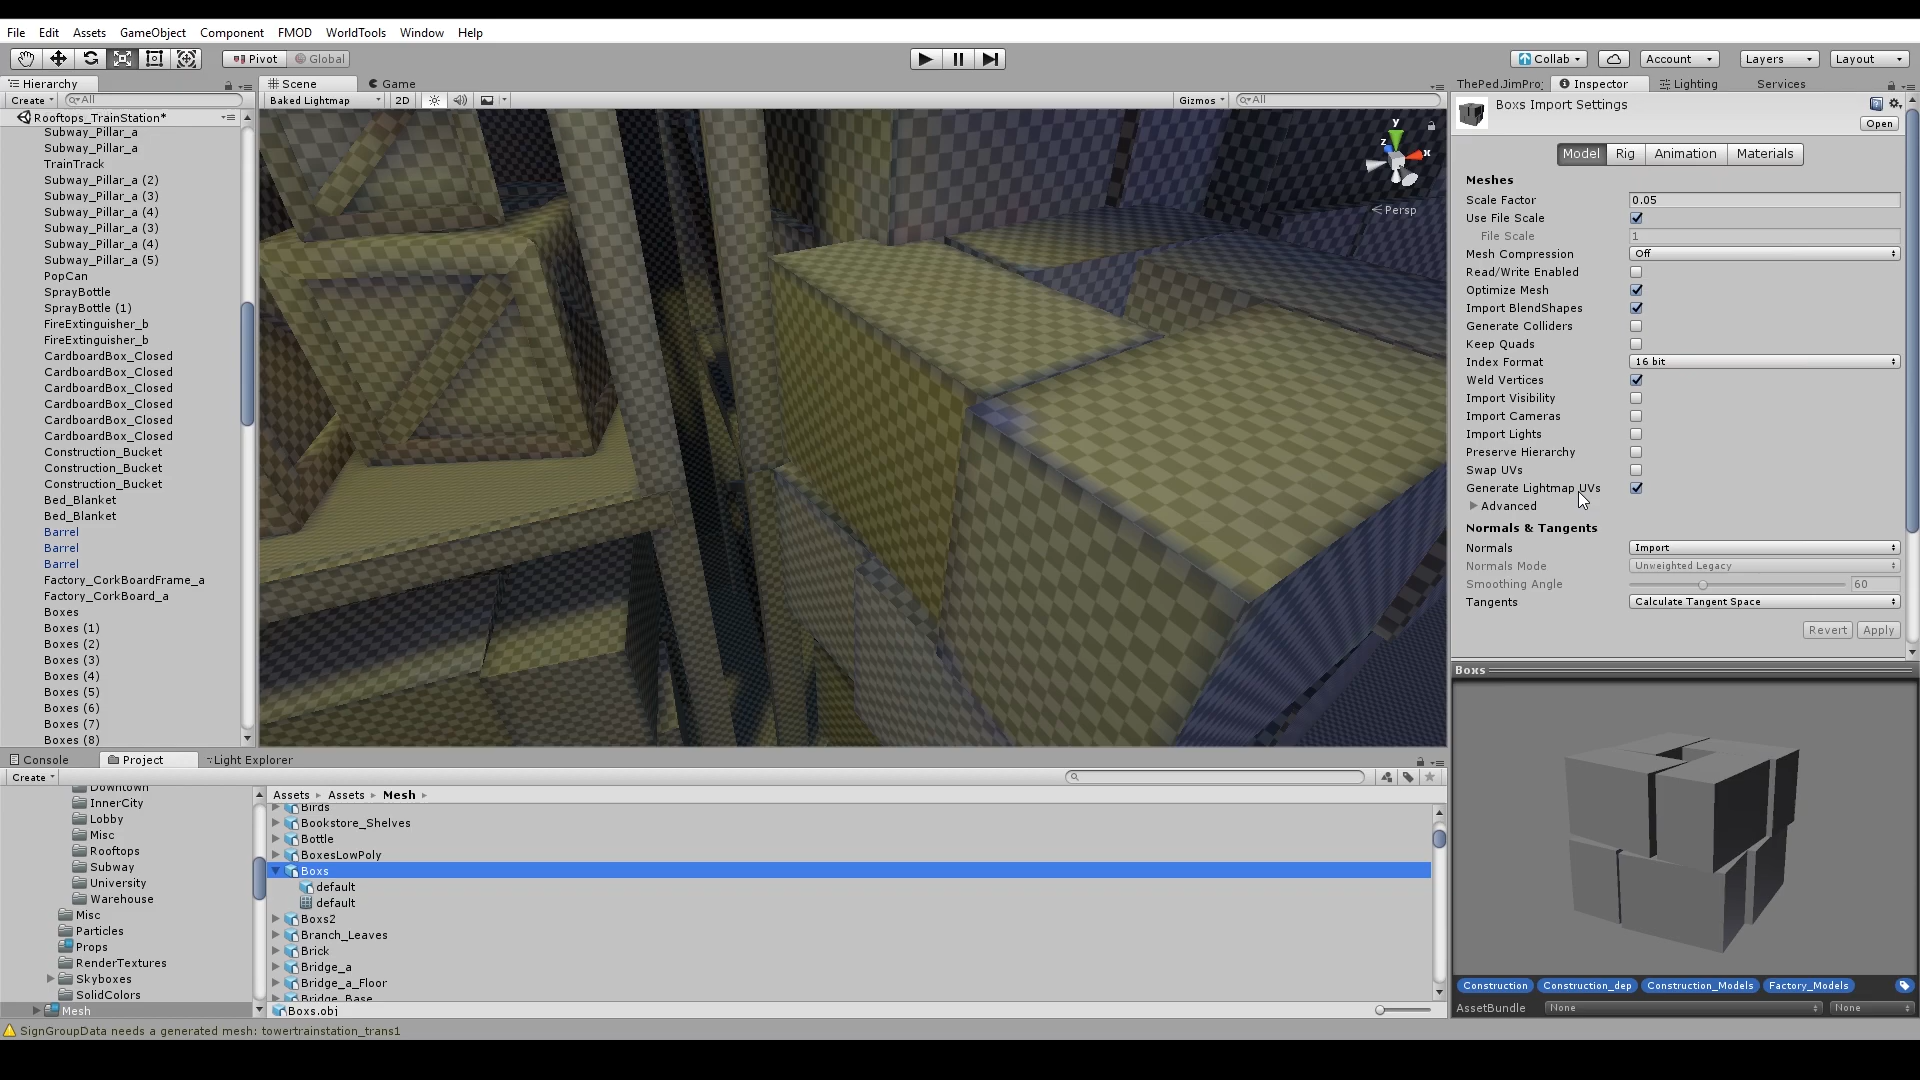 File Edit Assets GameObject Component FMOD WorldTools Window Help
Pivot Global Collab Account Layers Layout
Hierarchy
Create All
Rooftops_TrainStation*
Subway_Pillar_a
Subway_Pillar_a
TrainTrack
Subway_Pillar_a (2)
Subway_Pillar_a (3)
Subway_Pillar_a (4)
Subway_Pillar_a (3)
Subway_Pillar_a (4)
Subway_Pillar_a (5)
PopCan
SprayBottle
SprayBottle (1)
FireExtinguisher_b
FireExtinguisher_b
CardboardBox_Closed
CardboardBox_Closed
CardboardBox_Closed
CardboardBox_Closed
CardboardBox_Closed
CardboardBox_Closed
Construction_Bucket
Construction_Bucket
Construction_Bucket
Bed_Blanket
Bed_Blanket
Barrel
Barrel
Barrel
Factory_CorkBoardFrame_a
Factory_CorkBoard_a
Boxes
Boxes (1)
Boxes (2)
Boxes (3)
Boxes (4)
Boxes (5)
Boxes (6)
Boxes (7)
Boxes (8)
Scene Game
Baked Lightmap 2D Gizmos All
y
z x
Persp
ThePedJimPro Inspector Lighting Services
Boxs Import Settings
Open
Model Rig Animation Materials
Meshes
Scale Factor 0.05
Use File Scale
File Scale 1
Mesh Compression Off
Read/Write Enabled
Optimize Mesh
Import BlendShapes
Generate Colliders
Keep Quads
Index Format 16 bit
Weld Vertices
Import Visibility
Import Cameras
Import Lights
Preserve Hierarchy
Swap UVs
Generate Lightmap UVs
Advanced
Normals & Tangents
Normals Import
Normals Mode Unweighted Legacy
Smoothing Angle 60
Tangents Calculate Tangent Space
Revert Apply
Boxs
Construction Construction_dep Construction_Models Factory_Models
AssetBundle None None
Console Project Light Explorer
Create
Downtown
InnerCity
Lobby
Misc
Rooftops
Subway
University
Warehouse
Misc
Particles
Props
RenderTextures
Skyboxes
SolidColors
Mesh
Assets Assets Mesh
Birds
Bookstore_Shelves
Bottle
BoxesLowPoly
Boxs
default
default
Boxs2
Branch_Leaves
Brick
Bridge_a
Bridge_a_Floor
Bridge_Base
Boxs.obj
SignGroupData needs a generated mesh: towertrainstation_trans1